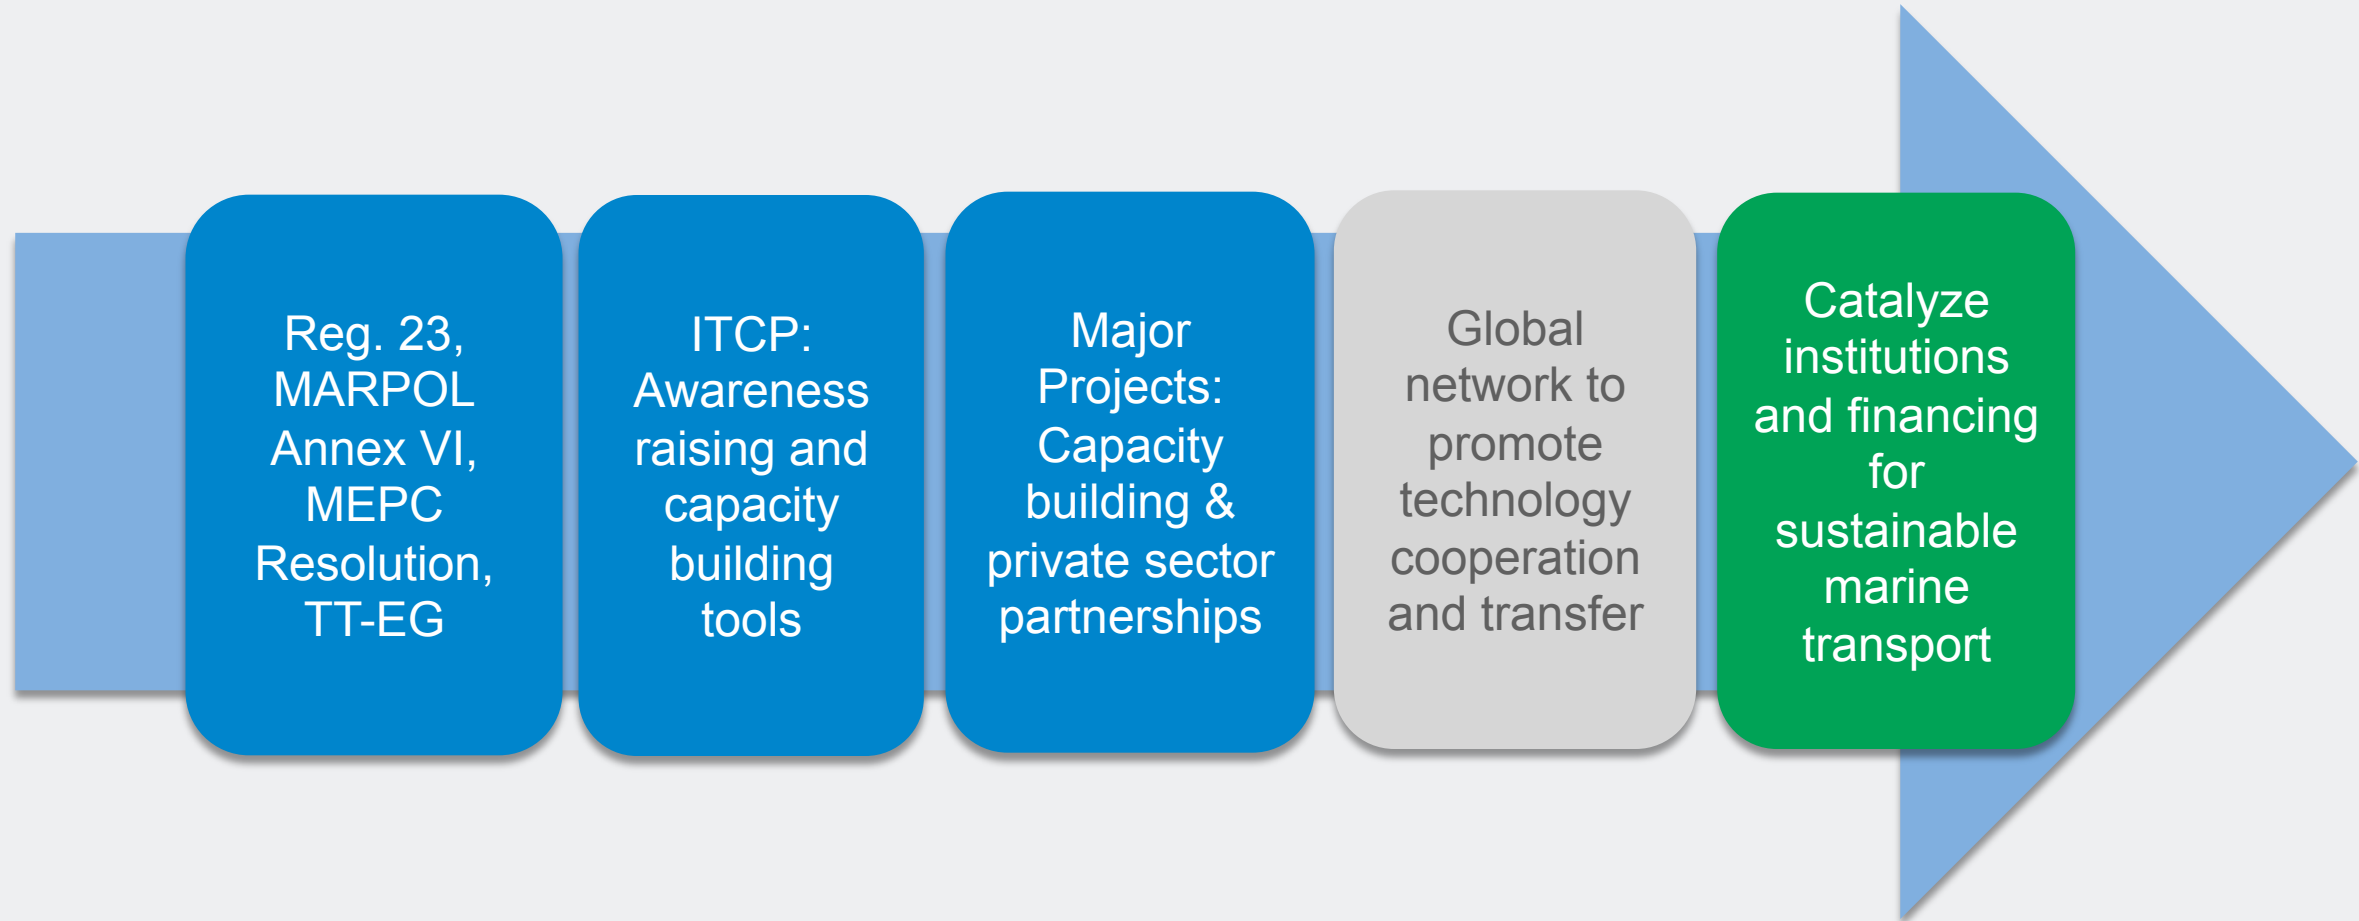 Reg. 23,
MARPOL
Annex VI,
MEPC
Resolution,
TT-EG
ITCP:
Awareness
raising and
capacity
building
tools
Major
Projects:
Capacity
building &
private sector
partnerships
Global
network to
promote
technology
cooperation
and transfer
Catalyze
institutions
and financing
for
sustainable
marine
transport